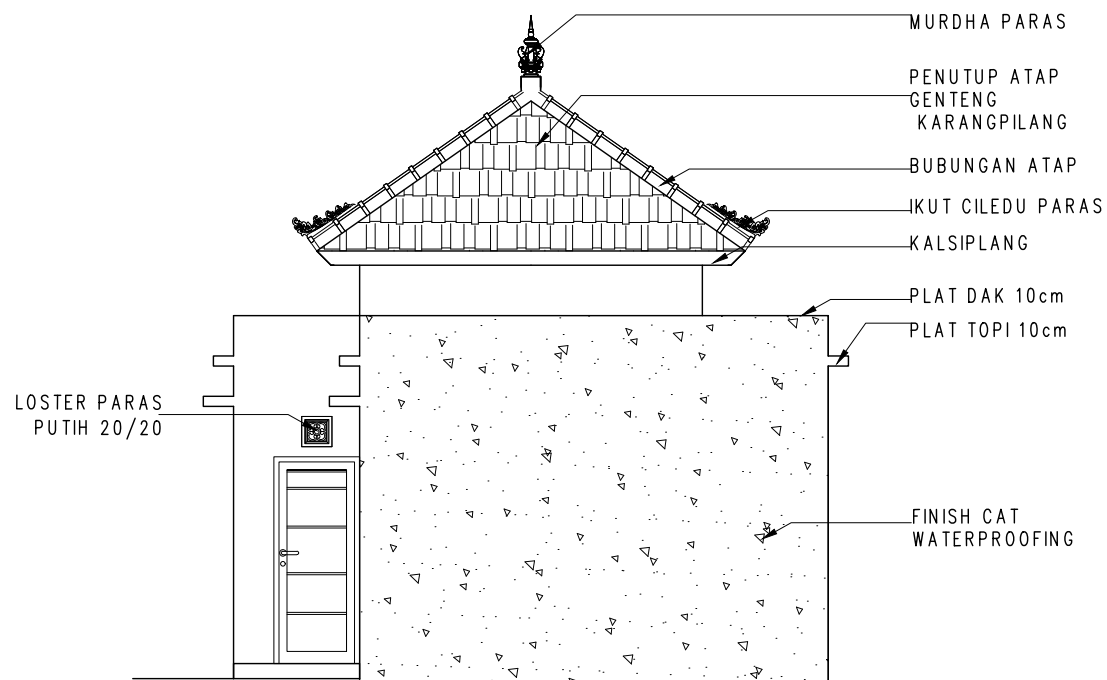 MURDHA PARAS
PENUTUP ATAP
GENTENG
KARANGPILANG
BUBUNGAN ATAP
IKUT CILEDU PARAS
KALSIPLANG
PLAT DAK 10cm
PLAT TOPI 10cm
LOSTER PARAS
PUTIH 20/20
FINISH CAT
WATERPROOFING